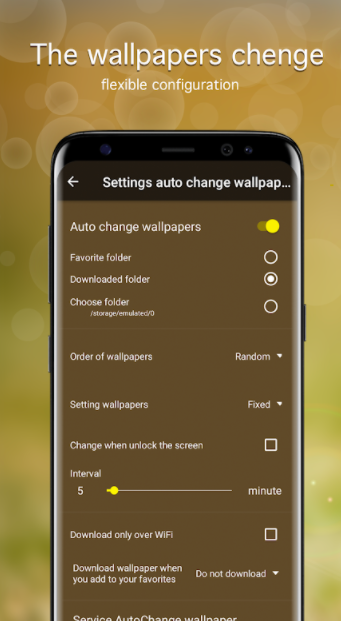 The wallpapers chenge
flexible configuration
Settings auto change wallpap...
Auto change wallpapers
Favorite folder
Downloaded folder
Choose folder
/storage/emulated/0
Order of wallpapers Random
Setting wallpapers Fixed
Change when unlock the screen
Interval
5 minute
Download only over WiFi
Download wallpaper when
you add to your favorites Do not download
Service AutoChange wallpaper